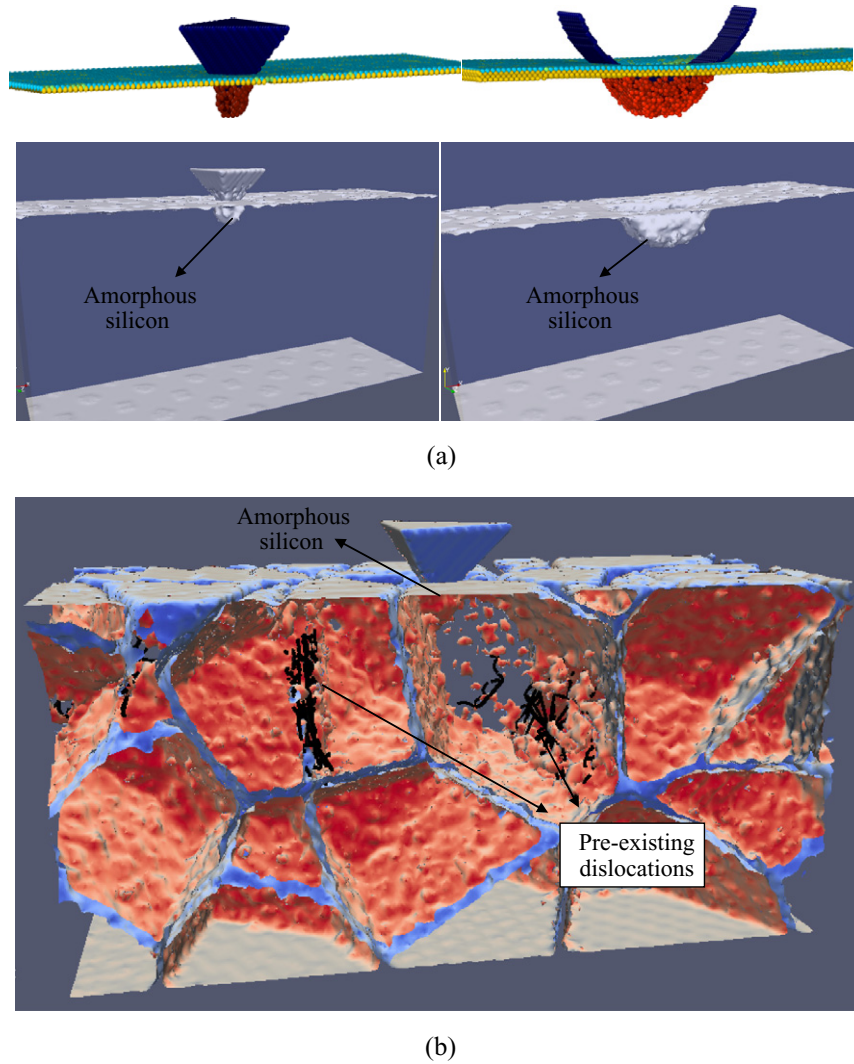 Amorphous
silicon
Amorphous
silicon
(a)
Amorphous
silicon
Pre-existing
dislocations
(b)